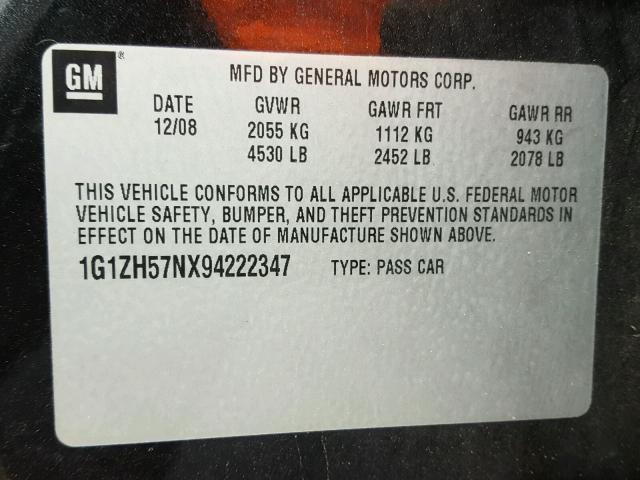 GM ®
MFD BY GENERAL MOTORS CORP.
DATE GVWR GAWR FRT GAWR RR
12/08 2055 KG 1112 KG 943 KG
4530 LB 2452 LB 2078 LB
THIS VEHICLE CONFORMS TO ALL APPLICABLE U.S. FEDERAL MOTOR
VEHICLE SAFETY, BUMPER, AND THEFT PREVENTION STANDARDS IN
EFFECT ON THE DATE OF MANUFACTURE SHOWN ABOVE.
1G1ZH57NX94222347 TYPE: PASS CAR